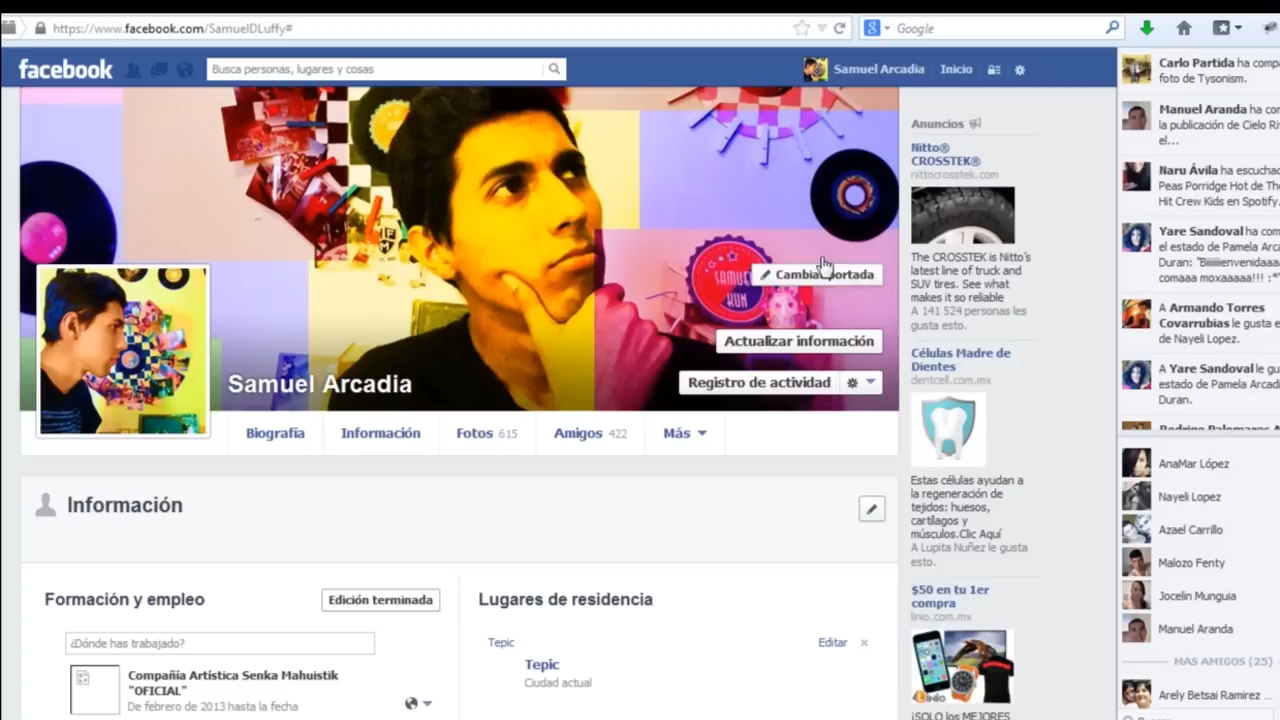 https://www.facebook.com/SamuelDLuffy#
Google
facebook
Busca personas, lugares y cosas
Samuel Arcadia
Inicio
SAMUEL
KUN
Cambiar portada
Actualizar información
Registro de actividad
Samuel Arcadia
Biografía
Información
Fotos 615
Amigos 422
Más
Información
Formación y empleo
Edición terminada
¿Dónde has trabajado?
Compañía Artística Senka Mahuistik
"OFICIAL"
De febrero de 2013 hasta la fecha
Lugares de residencia
Tepic
Editar
Tepic
Ciudad actual
Anuncios
Nitto®
CROSSTEK®
nittocrosstek.com
The CROSSTEK is Nitto's
latest line of truck and
SUV tires. See what
makes it so reliable
A 141 524 personas les
gusta esto.
Células Madre de
Dientes
dentcell.com.mx
Estas células ayudan a
la regeneración de
tejidos: huesos,
cartílagos y
músculos.Clic Aquí
A Lupita Nuñez le gusta
esto.
$50 en tu 1er
compra
linio.com.mx
¡SOLO los MEJORES
Carlo Partida ha compa
foto de Tysonism.
Manuel Aranda ha com
la publicación de Cielo Ri
el...
Naru Ávila ha escuchad
Peas Porridge Hot de The
Hit Crew Kids en Spotify.
Yare Sandoval ha com
el estado de Pamela Arca
Duran: "Biiiiiienvenidaaa
comaaa moxaaaaa!!! :*
A Armando Torres
Covarrubias le gusta e
de Nayeli Lopez.
A Yare Sandoval le gu
estado de Pamela Arcadi
Duran.
AnaMar López
Nayeli Lopez
Azael Carrillo
Malozo Fenty
Jocelin Munguia
Manuel Aranda
MÁS AMIGOS (25)
Arely Betsai Ramirez ...